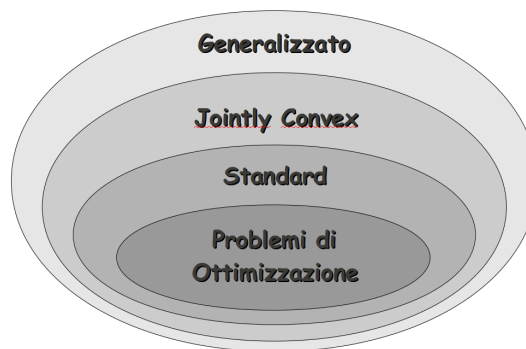 Generalizzato
Jointly Convex
Standard
Problemi di
Ottimizzazione